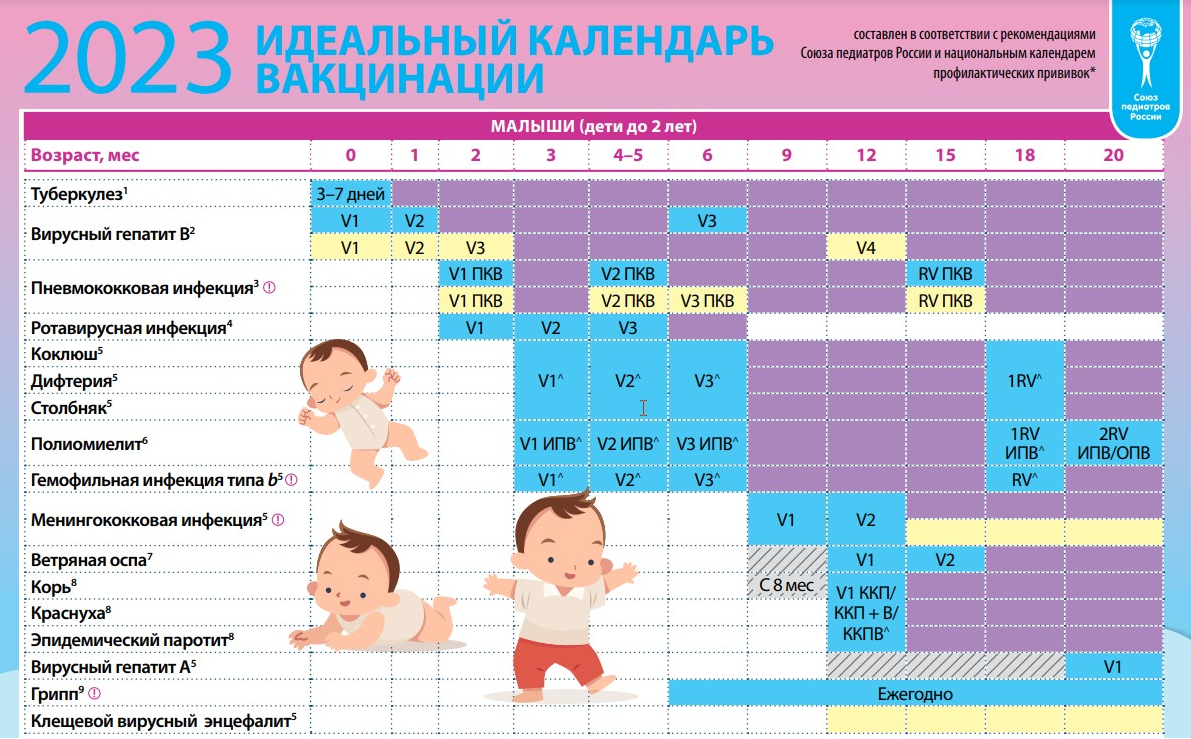 2023 ИДЕАЛЬНЫЙ КАЛЕНДАРЬ
ВАКЦИНАЦИИ
составлен в соответствии с рекомендациями
Союза педиатров России и национальным календарем
профилактических прививок*
Союз
педиатров
России
МАЛЫШИ (дети до 2 лет)
Возраст, мес 0 1 2 3 4–5 6 9 12 15 18 20
Туберкулез¹ 3–7 дней
Вирусный гепатит В²
V1 V2 V3
V1 V2 V3 V4
Пневмококковая инфекция³ !
V1 ПКВ V2 ПКВ RV ПКВ
V1 ПКВ V2 ПКВ V3 ПКВ RV ПКВ
Ротавирусная инфекция⁴ V1 V2 V3
Коклюш⁵
Дифтерия⁵ V1^ V2^ V3^ 1RV^
Столбняк⁵
Полиомиелит⁶ V1 ИПВ^ V2 ИПВ^ V3 ИПВ^ 1RV
ИПВ^
2RV
ИПВ/ОПВ
Гемофильная инфекция типа b⁵ ! V1^ V2^ V3^ RV^
Менингококковая инфекция⁵ ! V1 V2
Ветряная оспа⁷ V1 V2
Корь⁸ С 8 мес
Краснуха⁸
V1 ККП/
ККП + В/
ККПВ^
Эпидемический паротит⁸
Вирусный гепатит А⁵ V1
Грипп⁹ ! Ежегодно
Клещевой вирусный энцефалит⁵